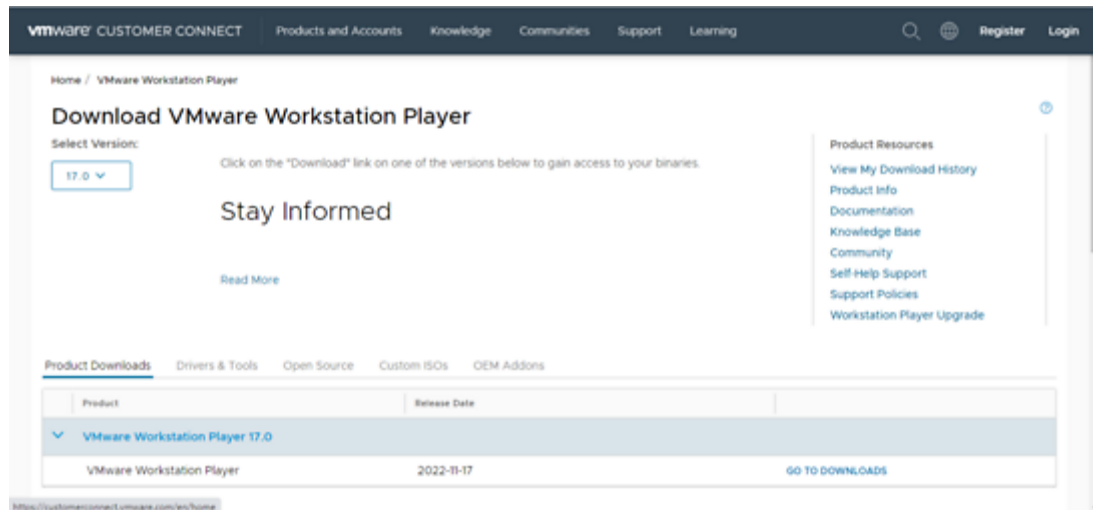 vmware CUSTOMER CONNECT Products and Accounts Knowledge Communities Support Learning Register Login
Home / VMware Workstation Player
Download VMware Workstation Player
Select Version:
17.0
Click on the "Download" link on one of the versions below to gain access to your binaries.
Stay Informed
Read More
Product Resources
View My Download History
Product Info
Documentation
Knowledge Base
Community
Self-Help Support
Support Policies
Workstation Player Upgrade
Product Downloads Drivers & Tools Open Source Custom ISOs OEM Addons
Product Release Date
VMware Workstation Player 17.0
VMware Workstation Player 2022-11-17 GO TO DOWNLOADS
https://customerconnect.vmware.com/en/home